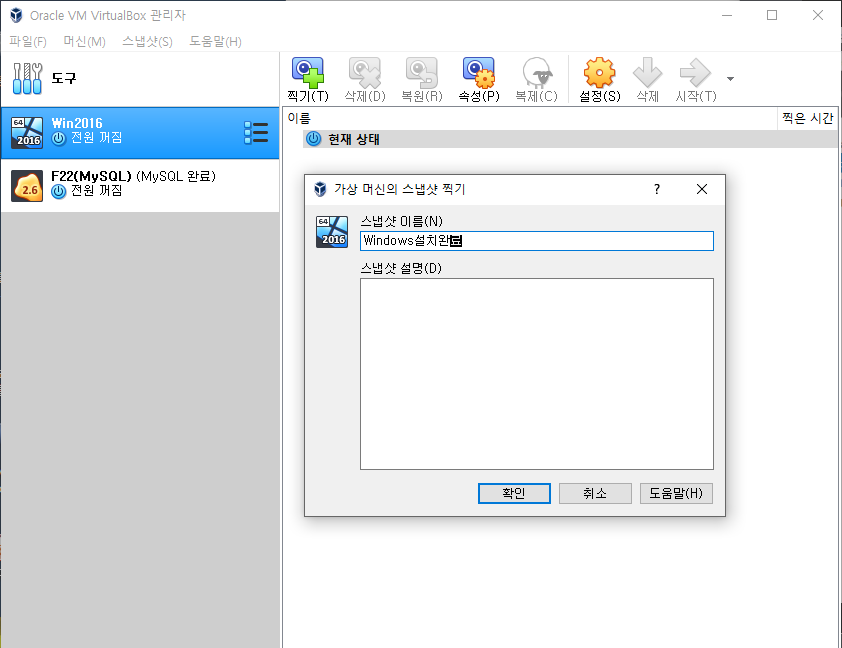 Oracle VM VirtualBox 관리자
파일(F) 머신(M) 스냅샷(S) 도움말(H)
도구
찍기(T) 삭제(D) 복원(R) 속성(P) 복제(C) 설정(S) 삭제 시작(T)
64
2016
Win2016
전원 꺼짐
2.6
F22(MySQL) (MySQL 완료)
전원 꺼짐
이름 찍은 시간
현재 상태
가상 머신의 스냅샷 찍기 ?
64
2016
스냅샷 이름(N)
Windows설치완료
스냅샷 설명(D)
확인 취소 도움말(H)